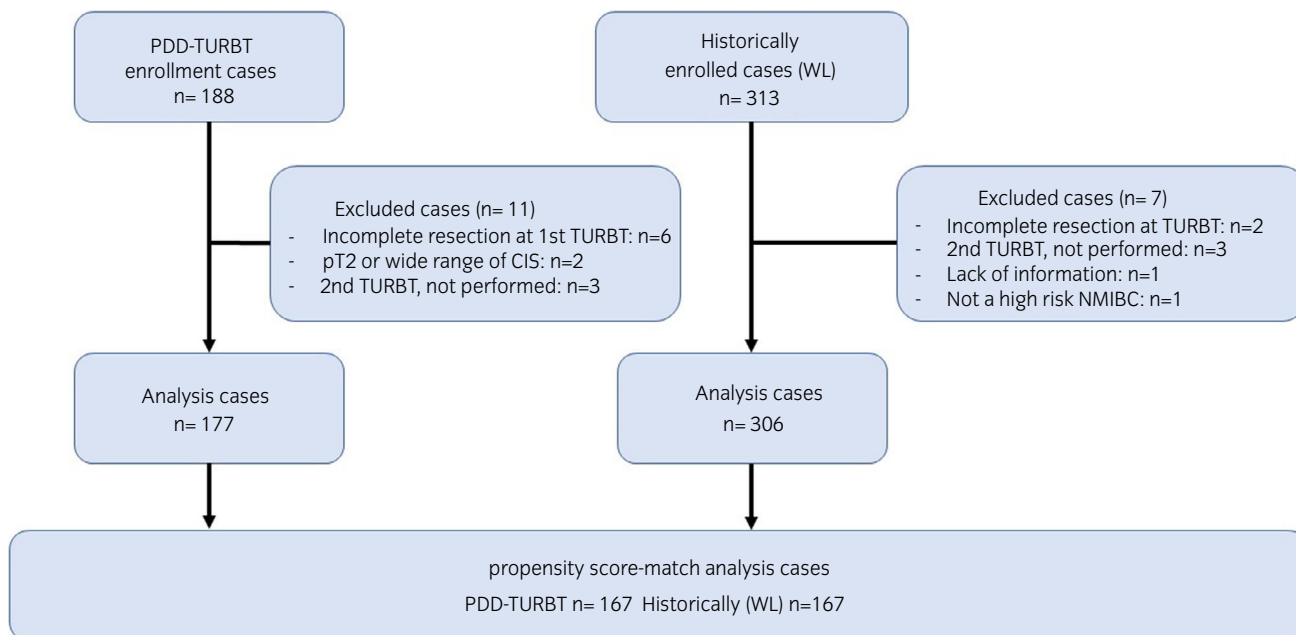 PDD-TURBT
enrollment cases
n= 188
Historically
enrolled cases (WL)
n= 313
Excluded cases (n= 11)
- Incomplete resection at 1st TURBT: n=6
- pT2 or wide range of CIS: n=2
- 2nd TURBT, not performed: n=3
Excluded cases (n= 7)
- Incomplete resection at TURBT: n=2
- 2nd TURBT, not performed: n=3
- Lack of information: n=1
- Not a high risk NMIBC: n=1
Analysis cases
n= 177
Analysis cases
n= 306
propensity score-match analysis cases
PDD-TURBT n= 167 Historically (WL) n=167